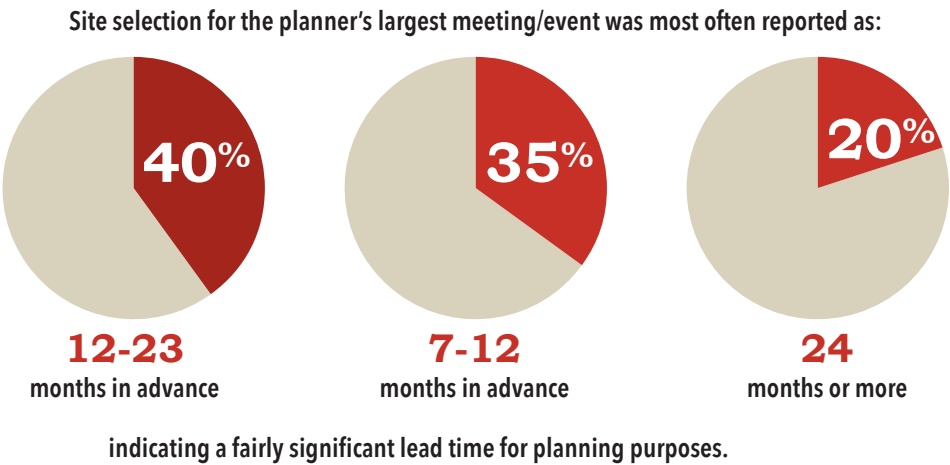 Site selection for the planner’s largest meeting/event was most often reported as:
40%
35%
20%
12-23
months in advance
7-12
months in advance
24
months or more
indicating a fairly significant lead time for planning purposes.